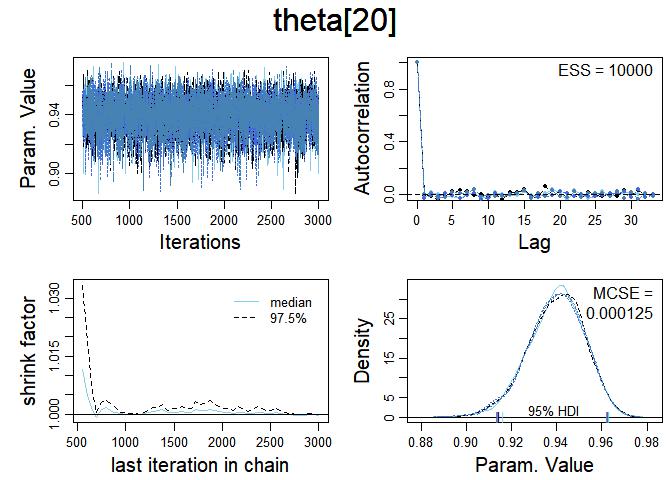 theta[20]
Param. Value
0.94
0.90
500 1000 1500 2000 2500 3000
Iterations
Autocorrelation
0.8
0.4
0.0
ESS = 10000
0 5 10 15 20 25 30
Lag
shrink factor
1.030
1.015
1.000
median
97.5%
500 1000 1500 2000 2500 3000
last iteration in chain
Density
25
15
5
0
MCSE =
0.000125
95% HDI
0.88 0.90 0.92 0.94 0.96 0.98
Param. Value